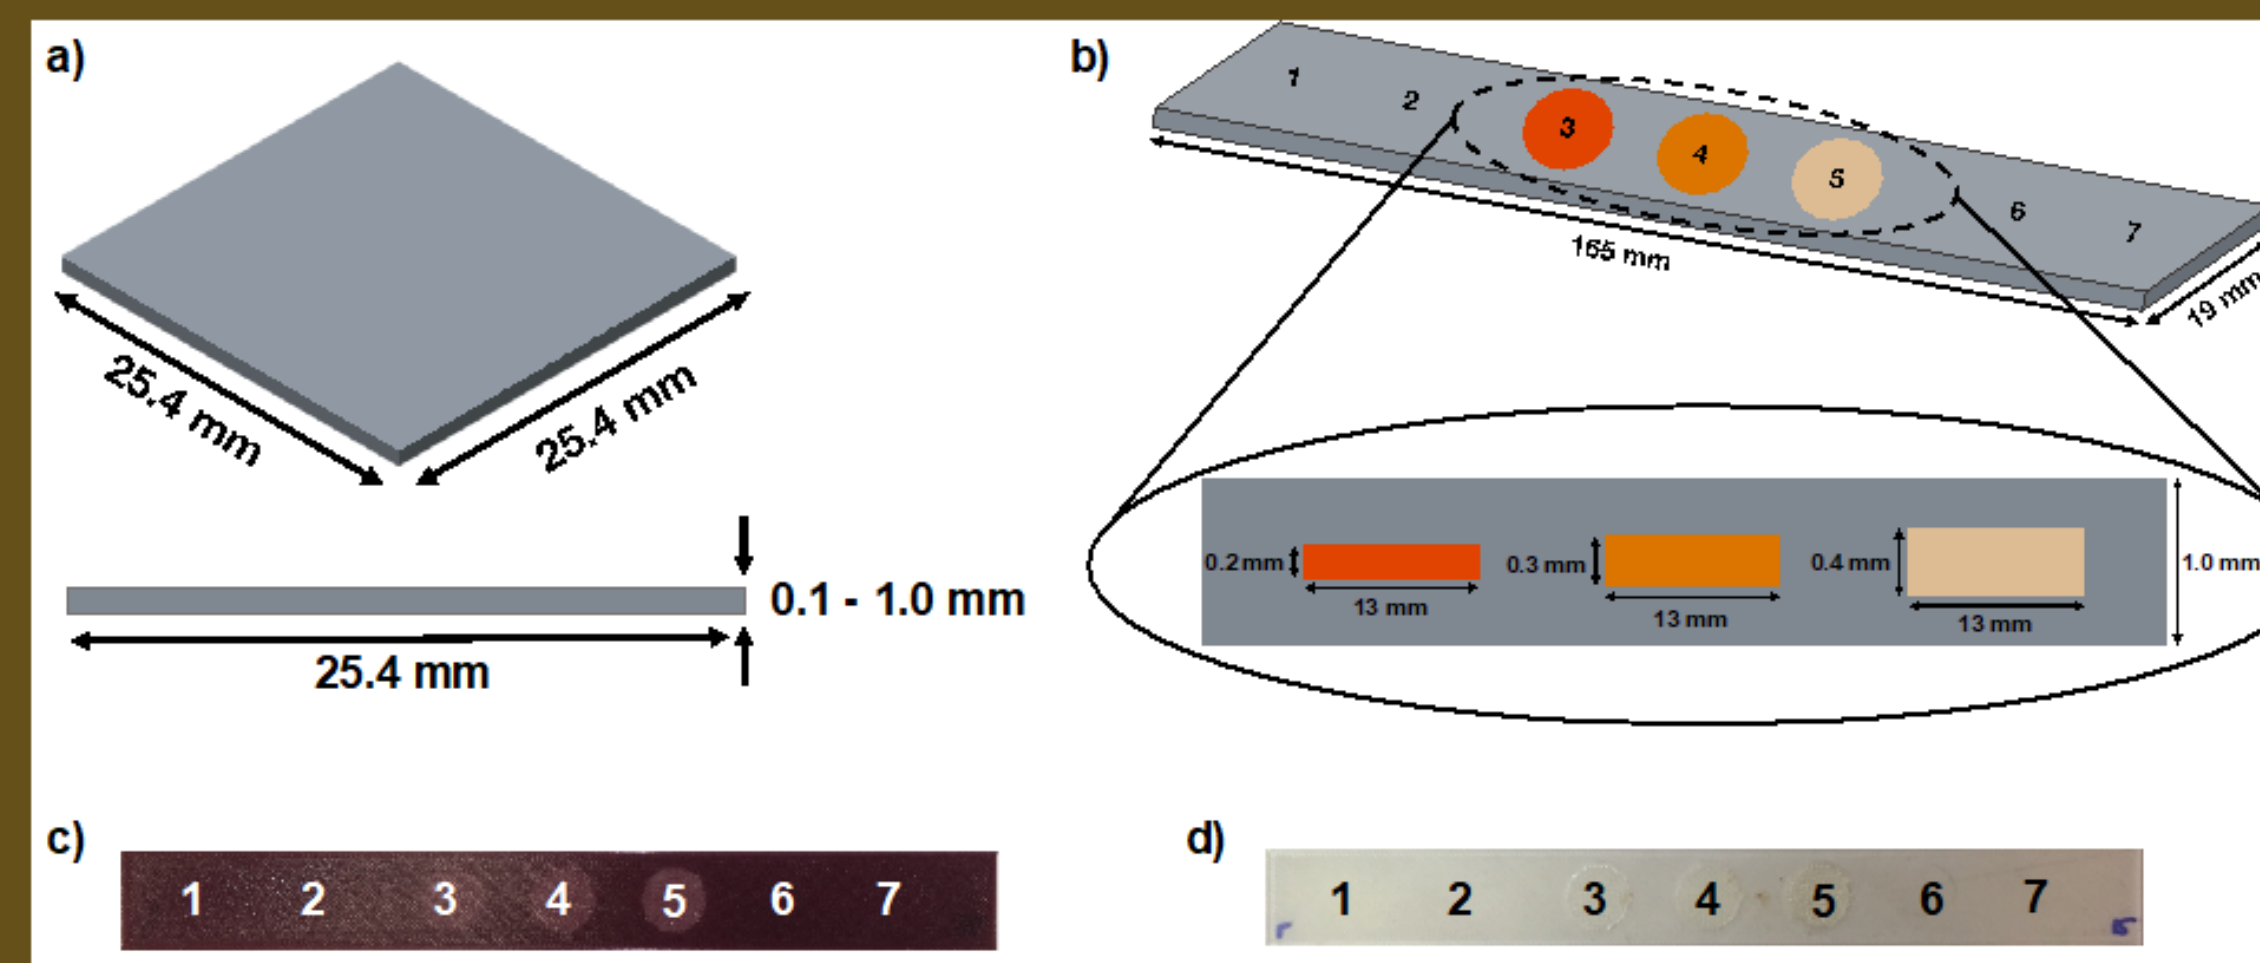 a)
25.4 mm
25.4 mm
0.1 - 1.0 mm
25.4 mm
b)
1
2
3
4
5
6
7
165 mm
19 mm
0.2 mm
13 mm
0.3 mm
13 mm
0.4 mm
13 mm
1.0 mm
c)
1 2 3 4 5 6 7
d)
1 2 3 4 5 6 7